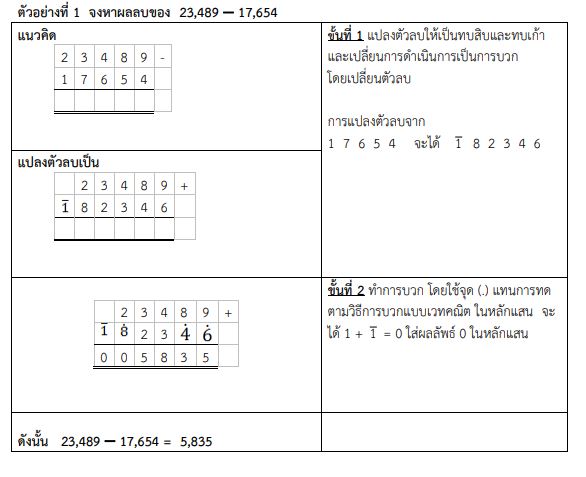 ตัวอย่างที่ 1 จงหาผลลบของ 23,489 – 17,654
แนวคิด
2 3 4 8 9 -
1 7 6 5 4
ขั้นที่ 1 แปลงตัวลบให้เป็นทบสิบและทบเก้า
และเปลี่ยนการดำเนินการเป็นการบวก
โดยเปลี่ยนตัวลบ
การแปลงตัวลบจาก
1 7 6 5 4 จะได้ 1̅ 8 2 3 4 6
แปลงตัวลบเป็น
2 3 4 8 9 +
1̅ 8 2 3 4 6
2 3 4 8 9 +
1̅ 8̇ 2 3 4̇ 6̇
0 0 5 8 3 5
ขั้นที่ 2 ทำการบวก โดยใช้จุด (.) แทนการทด
ตามวิธีการบวกแบบเวทคณิต ในหลักแสน จะ
ได้ 1 + 1̅ = 0 ใส่ผลลัพธ์ 0 ในหลักแสน
ดังนั้น 23,489 – 17,654 = 5,835